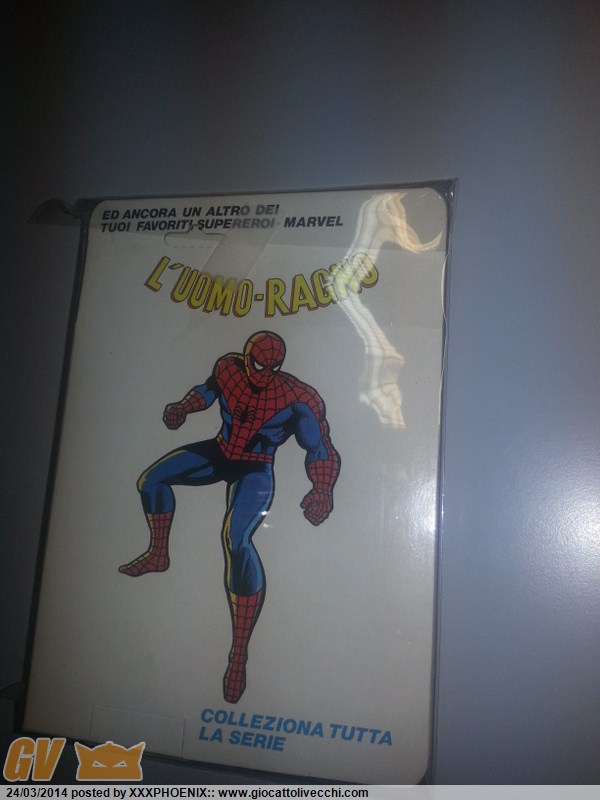 ED ANCORA UN ALTRO DEI
TUOI FAVORITI SUPEREROI MARVEL
L'UOMO-RAGNO
COLLEZIONA TUTTA
LA SERIE
GV
24/03/2014 posted by XXXPHOENIX:: www.giocattolivecchi.com